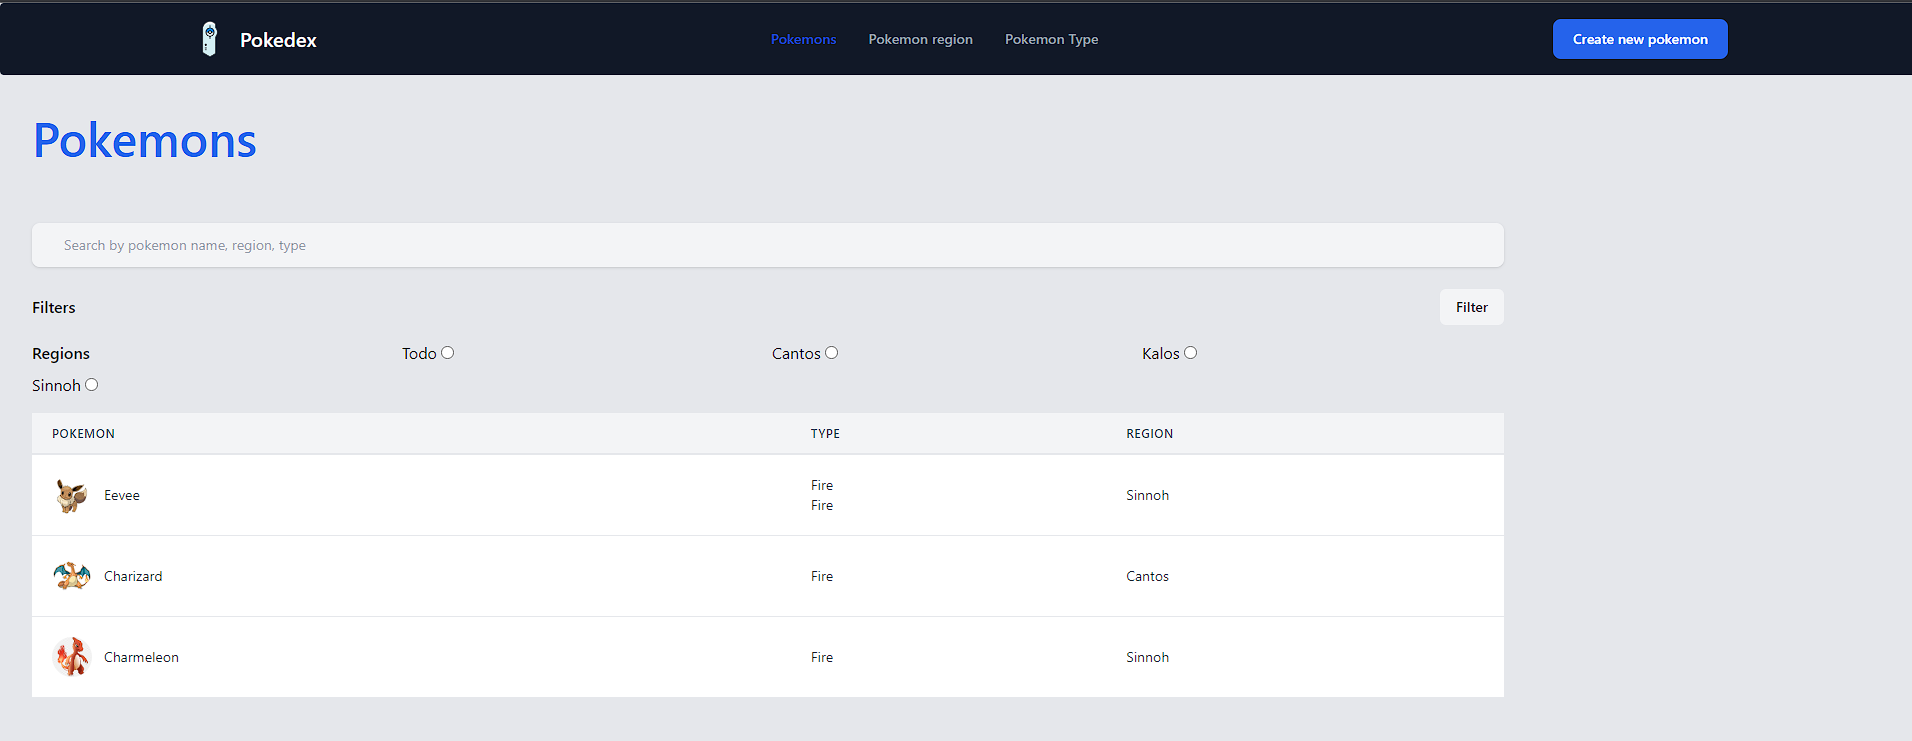 Pokedex
Pokemons Pokemon region Pokemon Type
Create new pokemon
Pokemons
Search by pokemon name, region, type
Filters
Filter
Regions Todo Cantos Kalos
Sinnoh
POKEMON TYPE REGION
Eevee Fire Fire Sinnoh
Charizard Fire Cantos
Charmeleon Fire Sinnoh